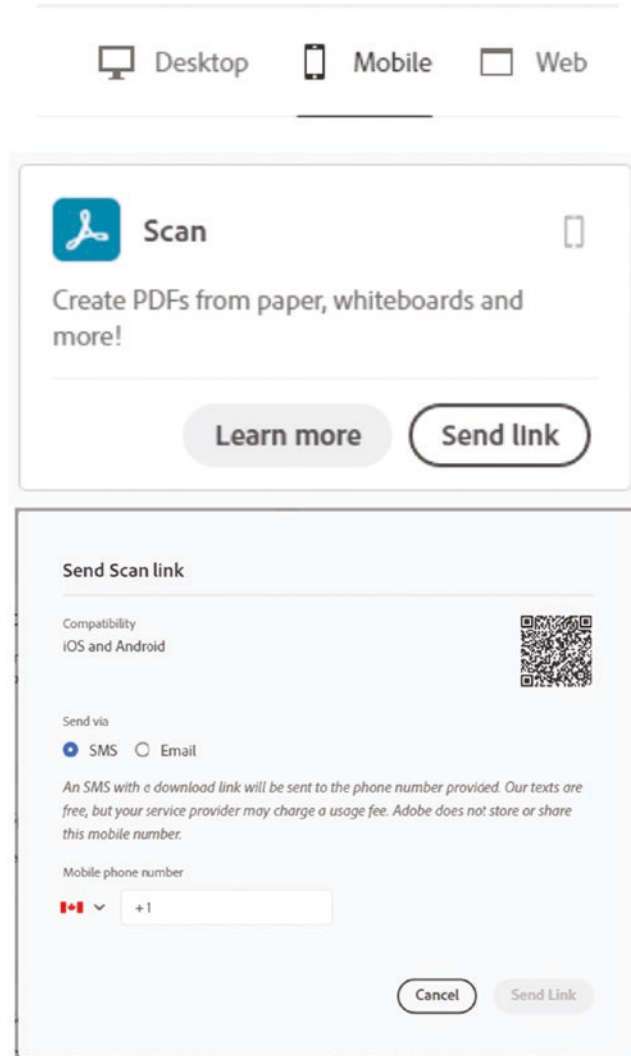 Desktop Mobile Web
Scan
Create PDFs from paper, whiteboards and
more!
Learn more Send link
Send Scan link
Compatibility
iOS and Android
Send via
SMS Email
An SMS with a download link will be sent to the phone number provided. Our texts are
free, but your service provider may charge a usage fee. Adobe does not store or share
this mobile number.
Mobile phone number
+1
Cancel Send Link